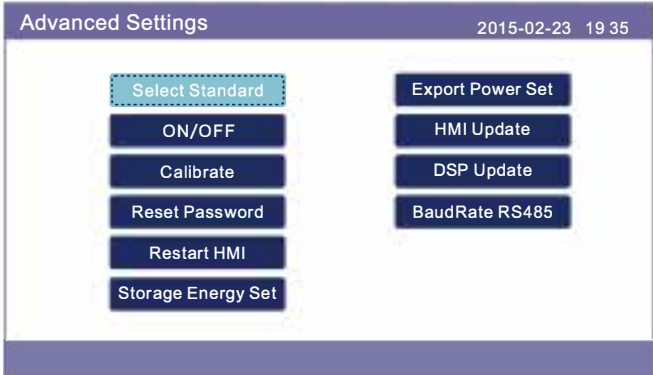 Advanced Settings
2015-02-23 19 35
Select Standard
ON/OFF
Calibrate
Reset Password
Restart HMI
Storage Energy Set
Export Power Set
HMI Update
DSP Update
BaudRate RS485